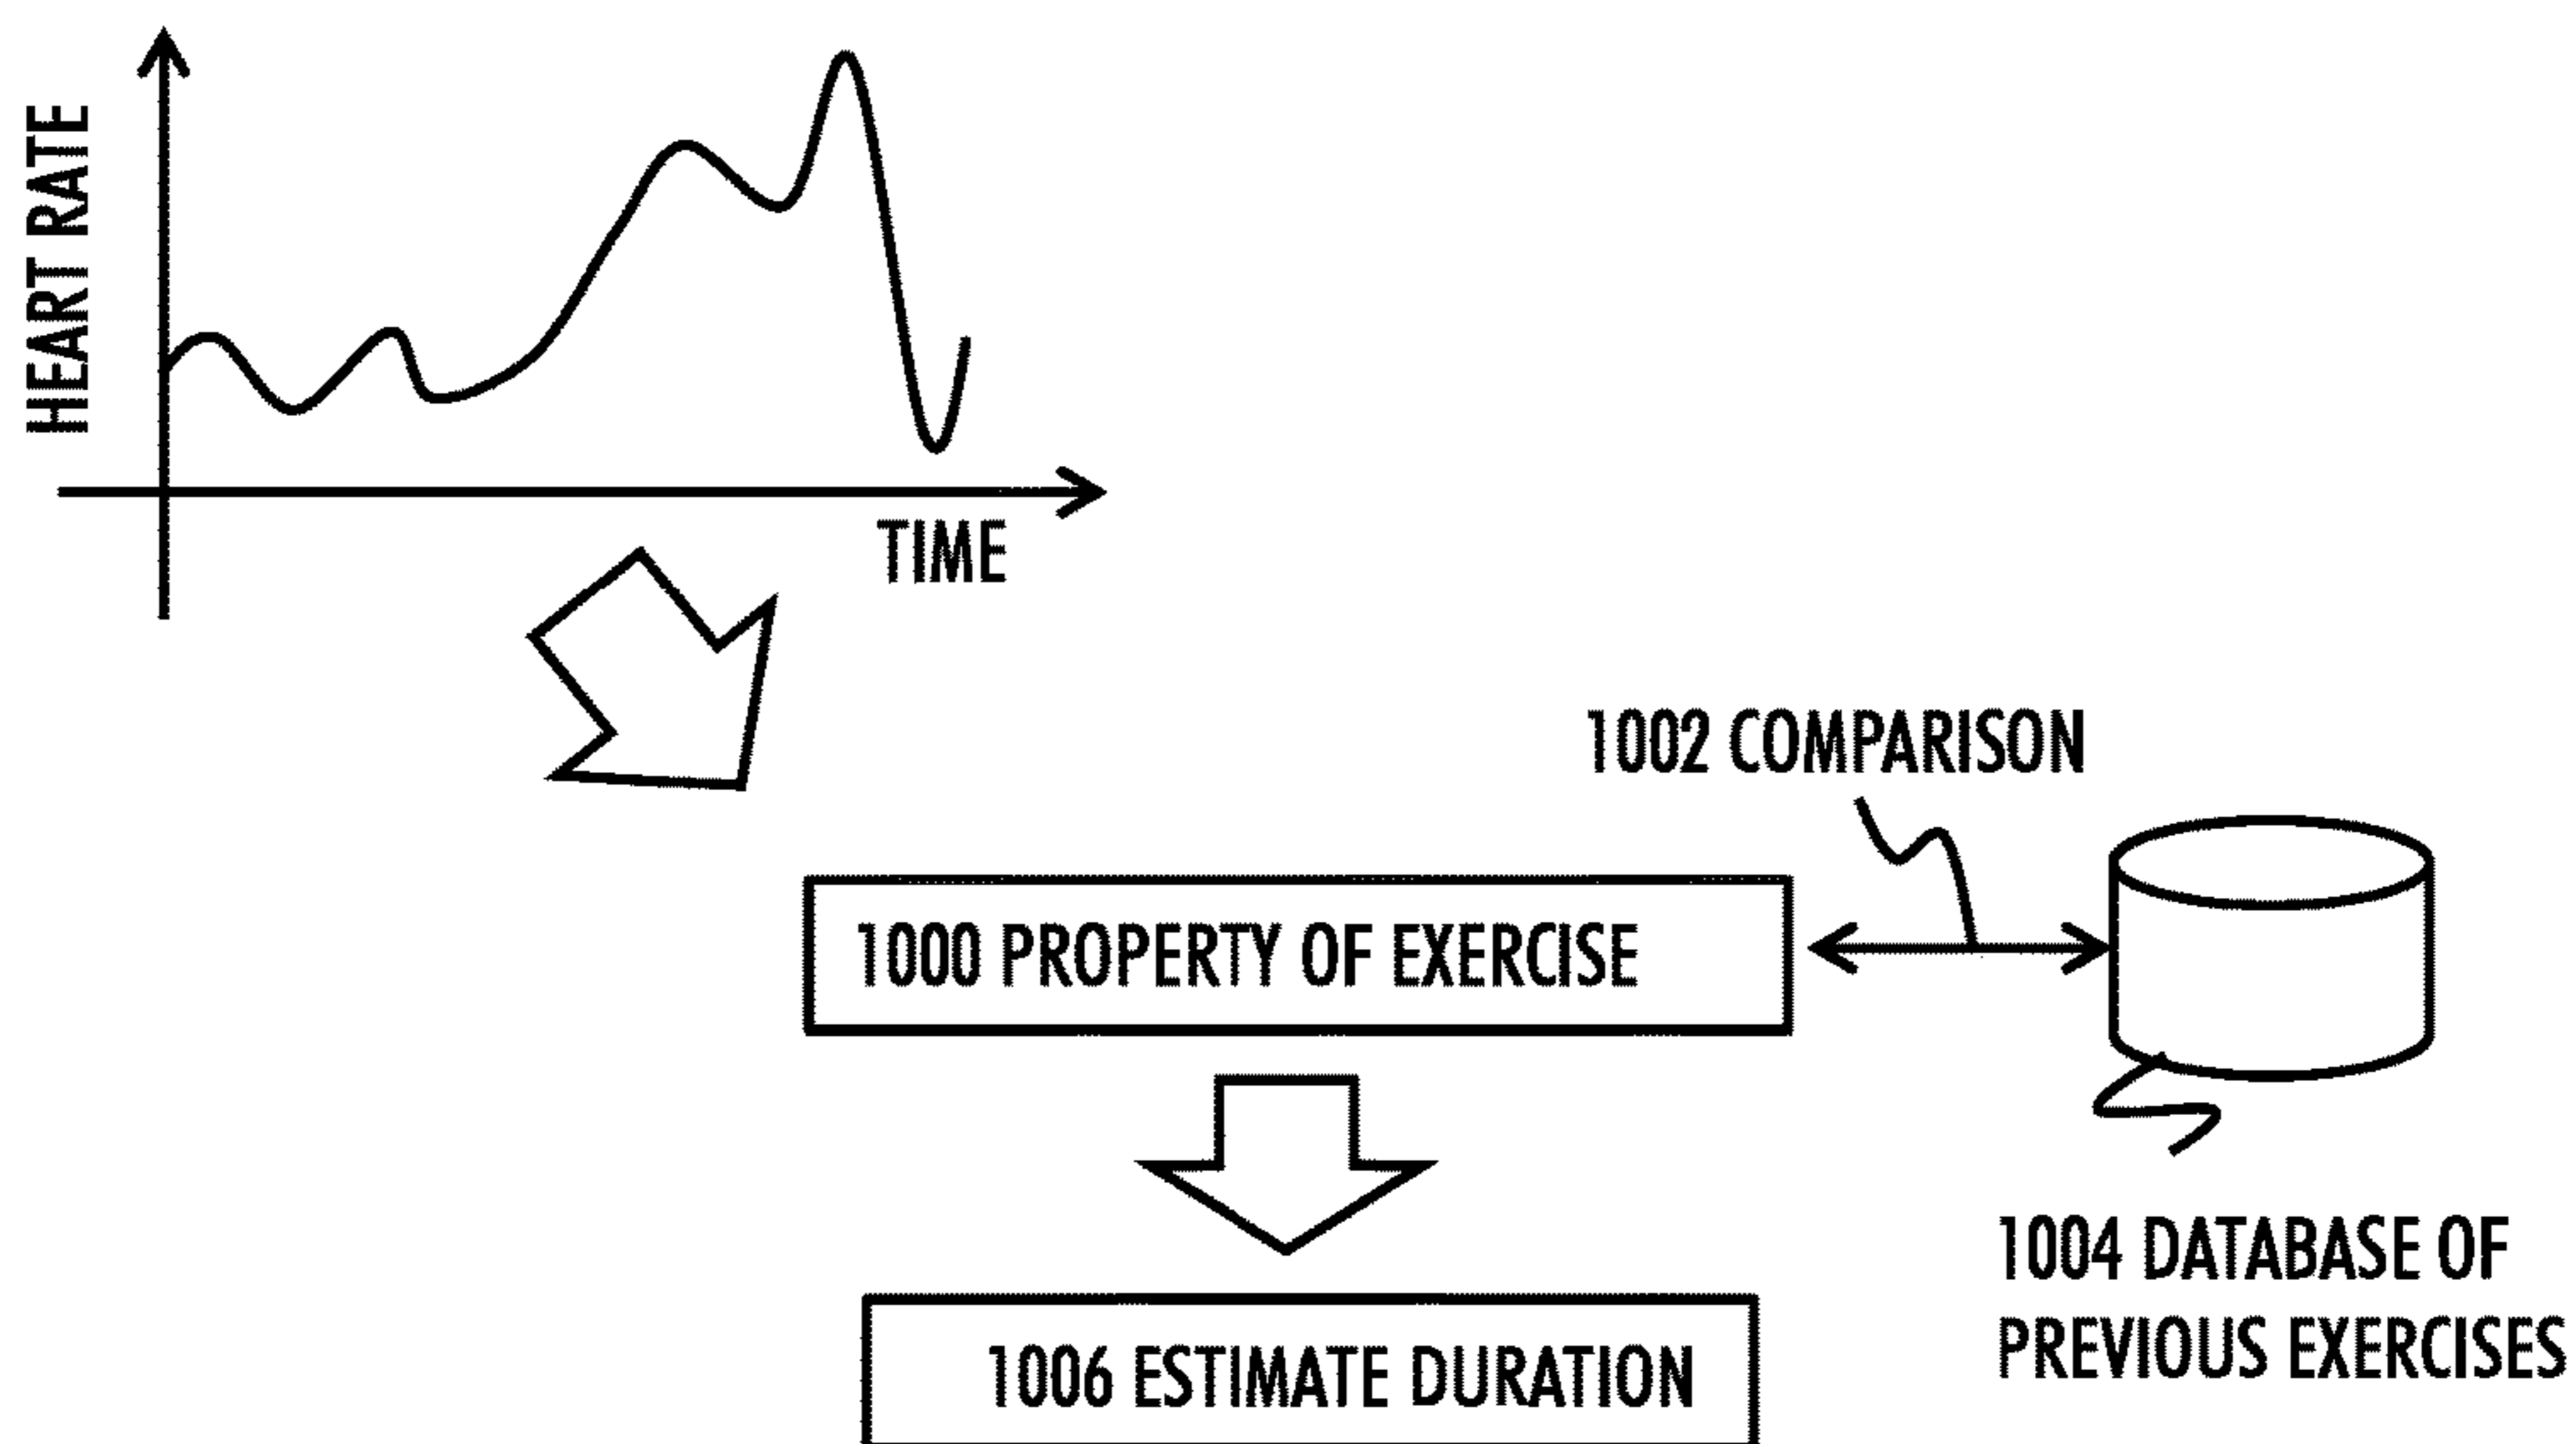 HEART RATE
TIME
1002 COMPARISON
1000 PROPERTY OF EXERCISE
1004 DATABASE OF
PREVIOUS EXERCISES
1006 ESTIMATE DURATION